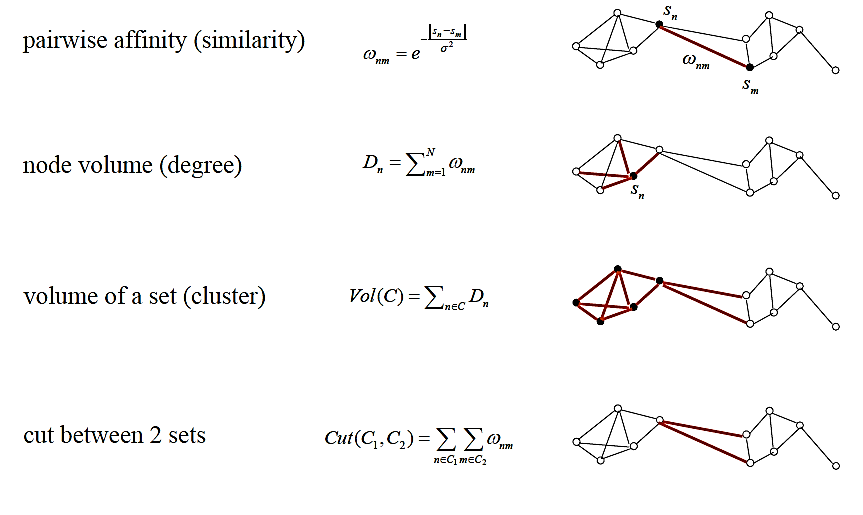 pairwise affinity (similarity)
ω_nm = e^(-|s_n-s_m|/σ^2)
S_n
ω_nm
S_m
node volume (degree)
D_n = ∑_{m=1}^{N} ω_nm
S_n
volume of a set (cluster)
Vol(C) = ∑_{n∈C} D_n
cut between 2 sets
Cut(C_1, C_2) = ∑_{n∈C_1} ∑_{m∈C_2} ω_nm